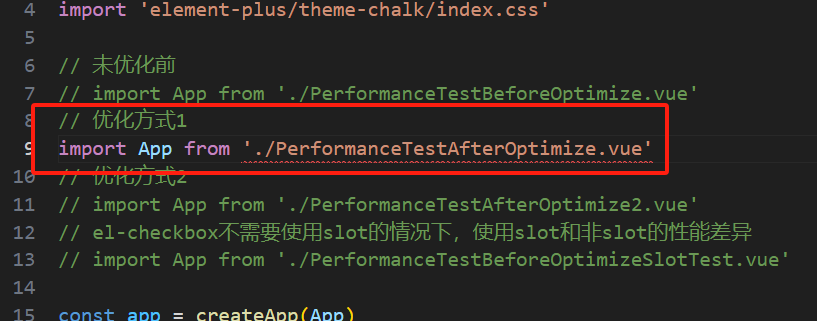 4 import 'element-plus/theme-chalk/index.css'
5
6 // 未优化前
7 // import App from './PerformanceTestBeforeOptimize.vue'
8 // 优化方式1
9 import App from './PerformanceTestAfterOptimize.vue'
10 // 优化方式2
11 // import App from './PerformanceTestAfterOptimize2.vue'
12 // el-checkbox不需要使用slot的情况下，使用slot和非slot的性能差异
13 // import App from './PerformanceTestBeforeOptimizeSlotTest.vue'
14
15 const app = createApp(App)